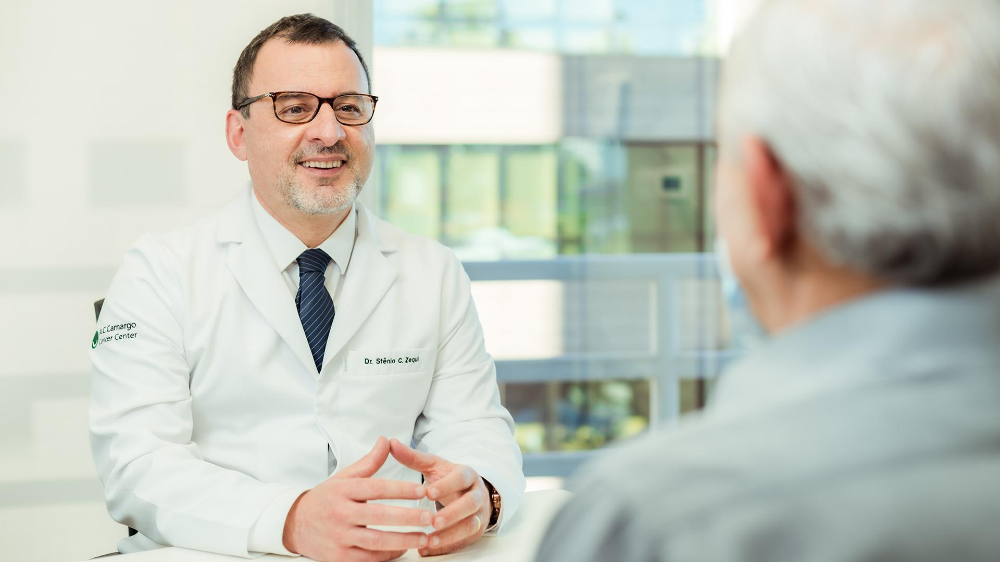 A.C.Camargo
Cancer Center
Dr. Stênio C. Zequi